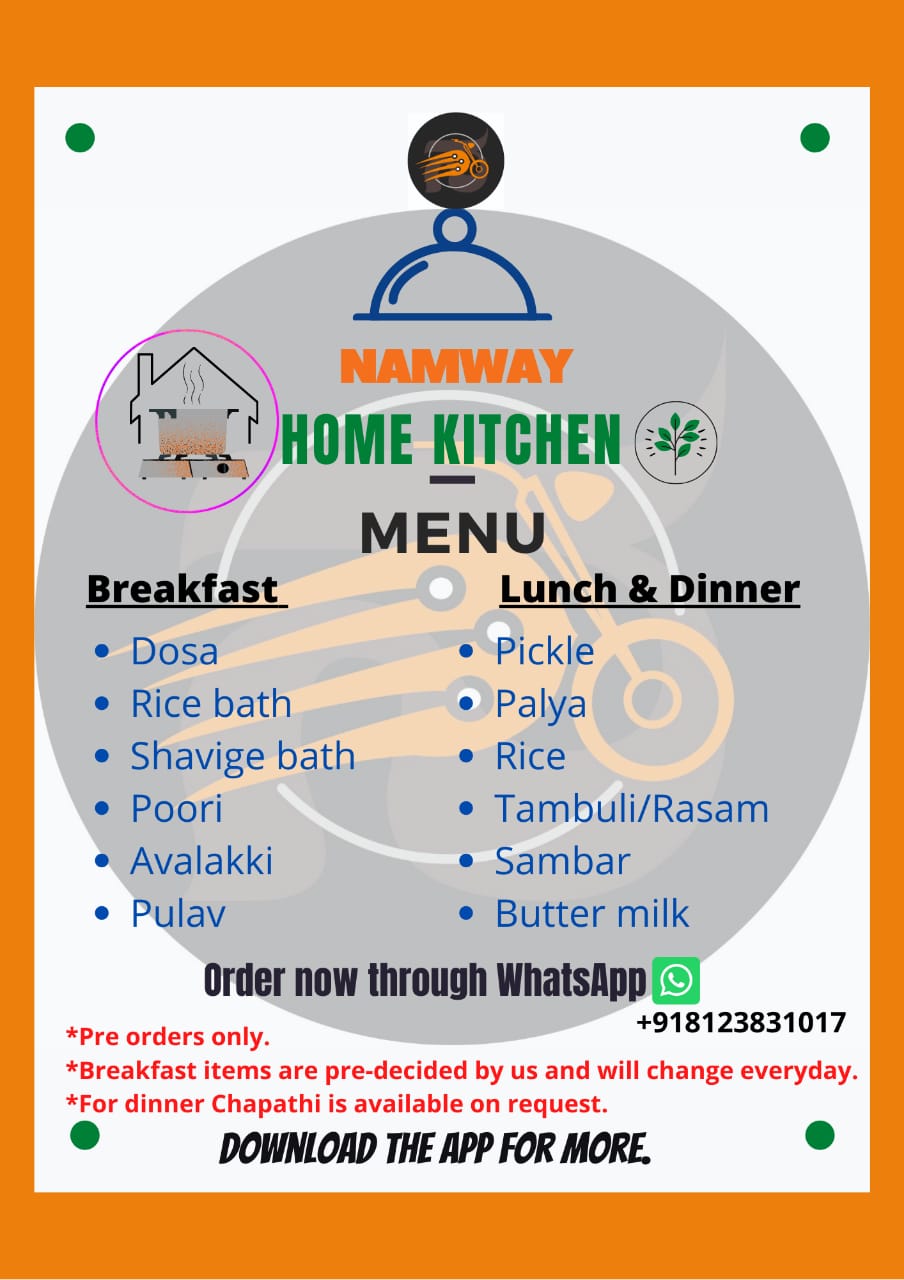 NAMWAY
HOME KITCHEN
MENU
Breakfast
• Dosa
• Rice bath
• Shavige bath
• Poori
• Avalakki
• Pulav
Lunch & Dinner
• Pickle
• Palya
• Rice
• Tambuli/Rasam
• Sambar
• Butter milk
Order now through WhatsApp
+918123831017
*Pre orders only.
*Breakfast items are pre-decided by us and will change everyday.
*For dinner Chapathi is available on request.
DOWNLOAD THE APP FOR MORE.